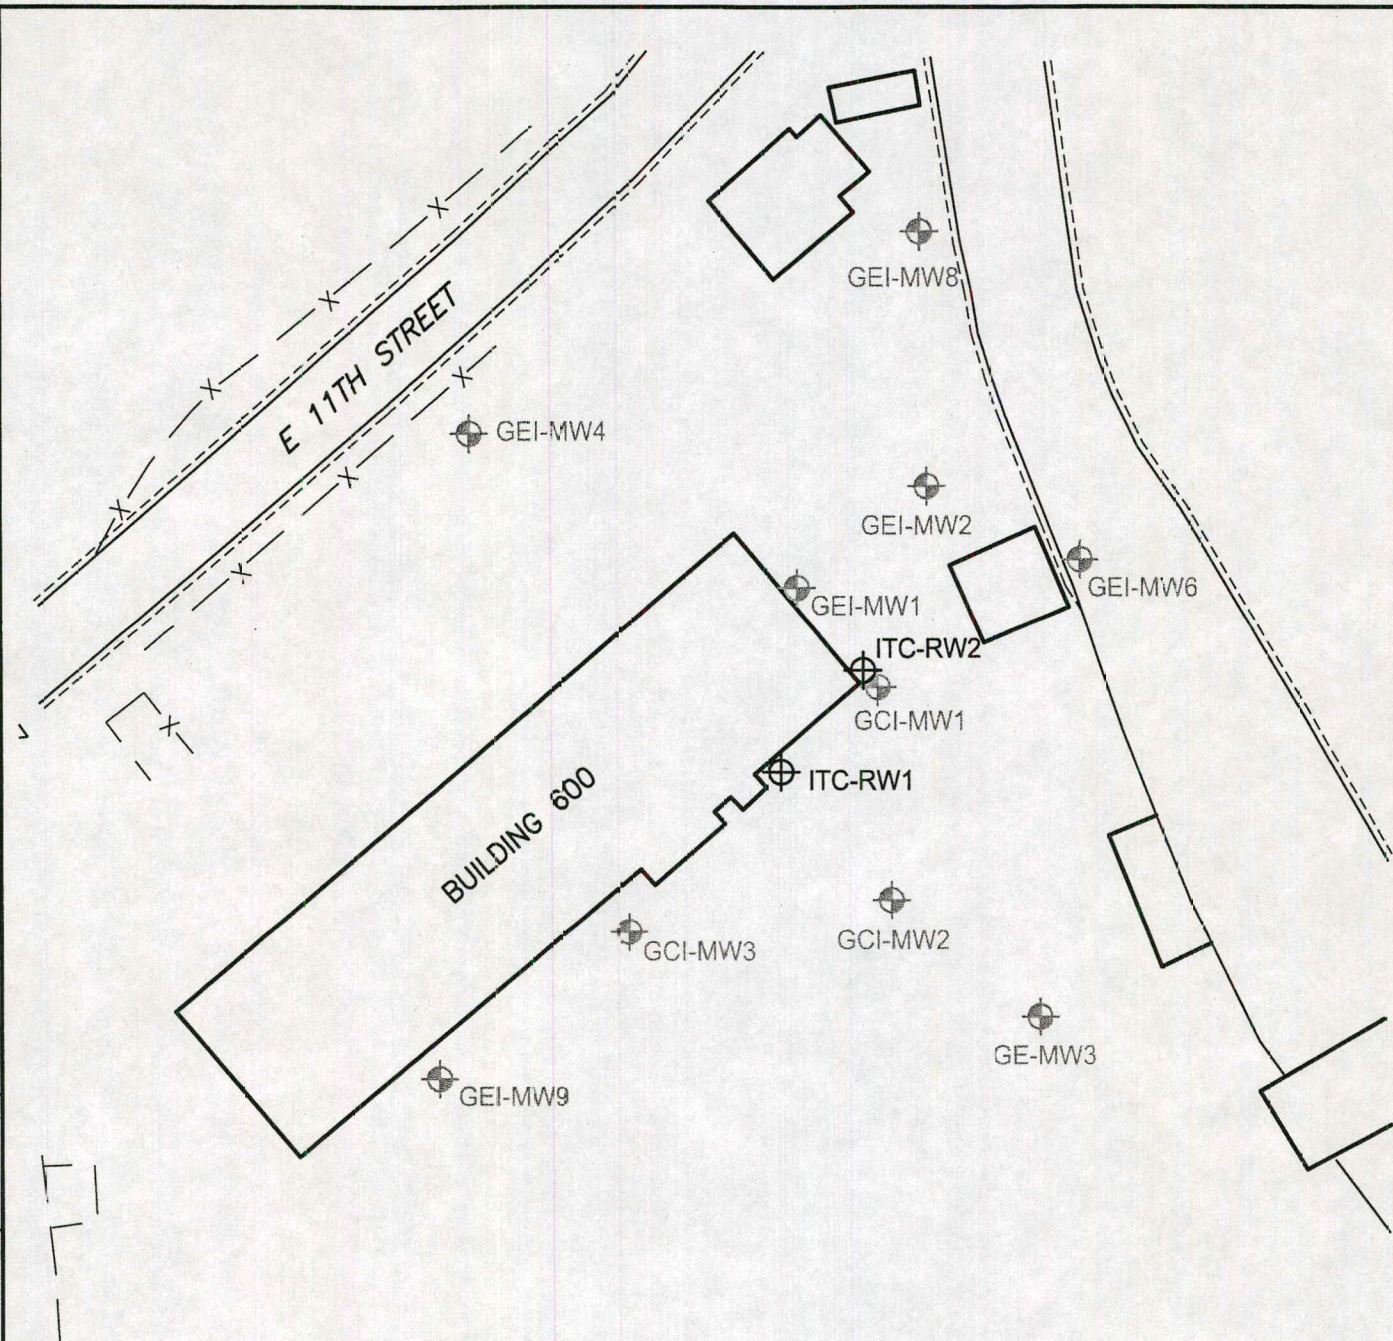 GEI-MW8
E 11TH STREET
GEI-MW4
GEI-MW2
GEI-MW6
GEI-MW1
ITC-RW2
GCI-MW1
ITC-RW1
BUILDING 600
GCI-MW2
GCI-MW3
GE-MW3
GEI-MW9